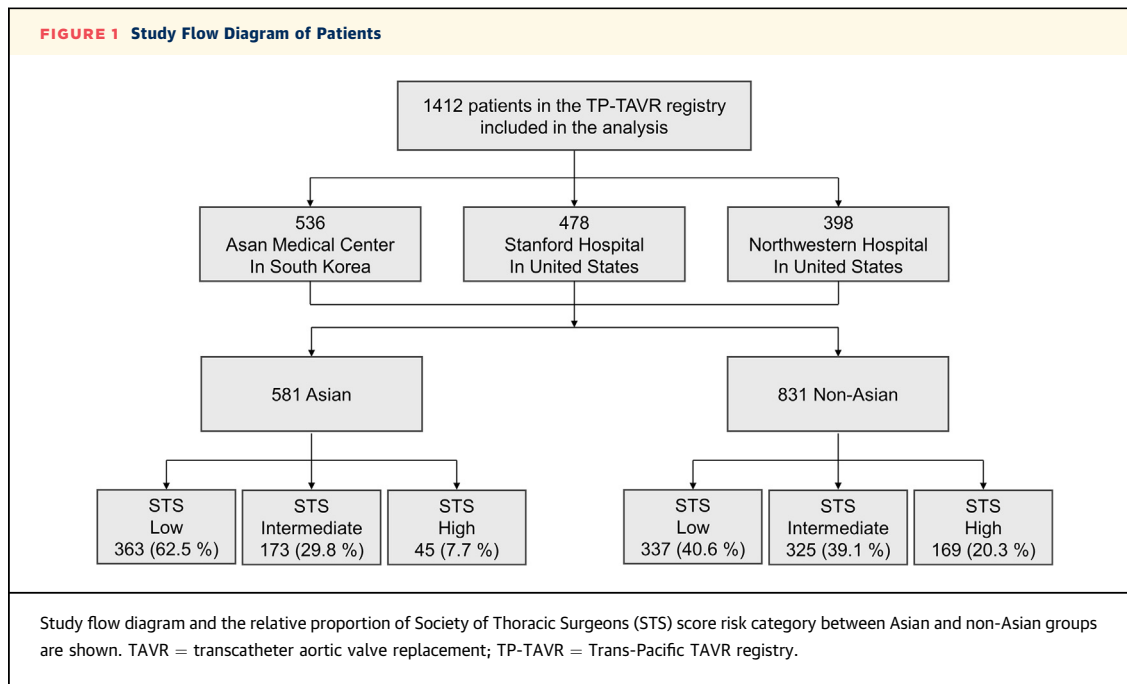 FIGURE 1 Study Flow Diagram of Patients
1412 patients in the TP-TAVR registry
included in the analysis
536
Asan Medical Center
In South Korea
478
Stanford Hospital
In United States
398
Northwestern Hospital
In United States
581 Asian
831 Non-Asian
STS
Low
363 (62.5 %)
STS
Intermediate
173 (29.8 %)
STS
High
45 (7.7 %)
STS
Low
337 (40.6 %)
STS
Intermediate
325 (39.1 %)
STS
High
169 (20.3 %)
Study flow diagram and the relative proportion of Society of Thoracic Surgeons (STS) score risk category between Asian and non-Asian groups
are shown. TAVR = transcatheter aortic valve replacement; TP-TAVR = Trans-Pacific TAVR registry.